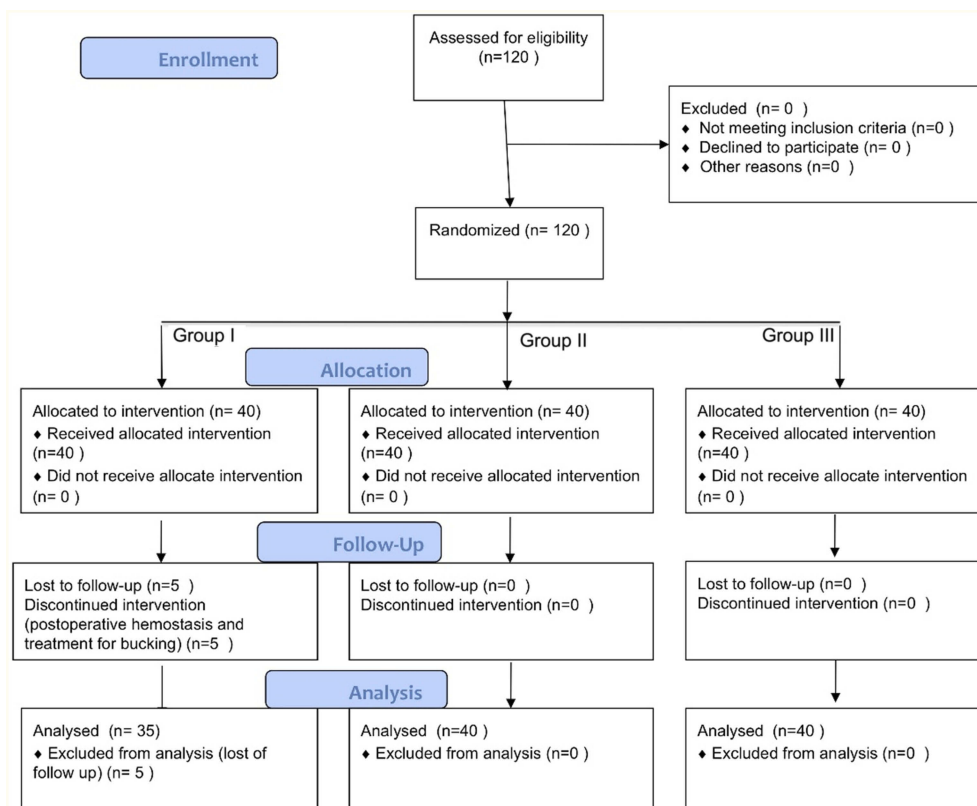 Enrollment
Assessed for eligibility
(n=120 )
Excluded (n= 0 )
♦ Not meeting inclusion criteria (n=0 )
♦ Declined to participate (n= 0 )
♦ Other reasons (n=0 )
Randomized (n= 120 )
Group I
Group II
Group III
Allocation
Allocated to intervention (n= 40)
♦ Received allocated intervention
(n=40 )
♦ Did not receive allocate intervention
(n= 0 )
Allocated to intervention (n= 40)
♦ Received allocated intervention
(n=40 )
♦ Did not receive allocated intervention
(n= 0 )
Allocated to intervention (n= 40)
♦ Received allocated intervention
(n=40 )
♦ Did not receive allocate intervention
(n= 0 )
Follow-Up
Lost to follow-up (n=5 )
Discontinued intervention
(postoperative hemostasis and
treatment for bucking) (n=5 )
Lost to follow-up (n=0 )
Discontinued intervention (n=0 )
Lost to follow-up (n=0 )
Discontinued intervention (n=0 )
Analysis
Analysed (n= 35)
♦ Excluded from analysis (lost of
follow up) (n= 5 )
Analysed (n=40 )
♦ Excluded from analysis (n=0 )
Analysed (n=40 )
♦ Excluded from analysis (n=0 )